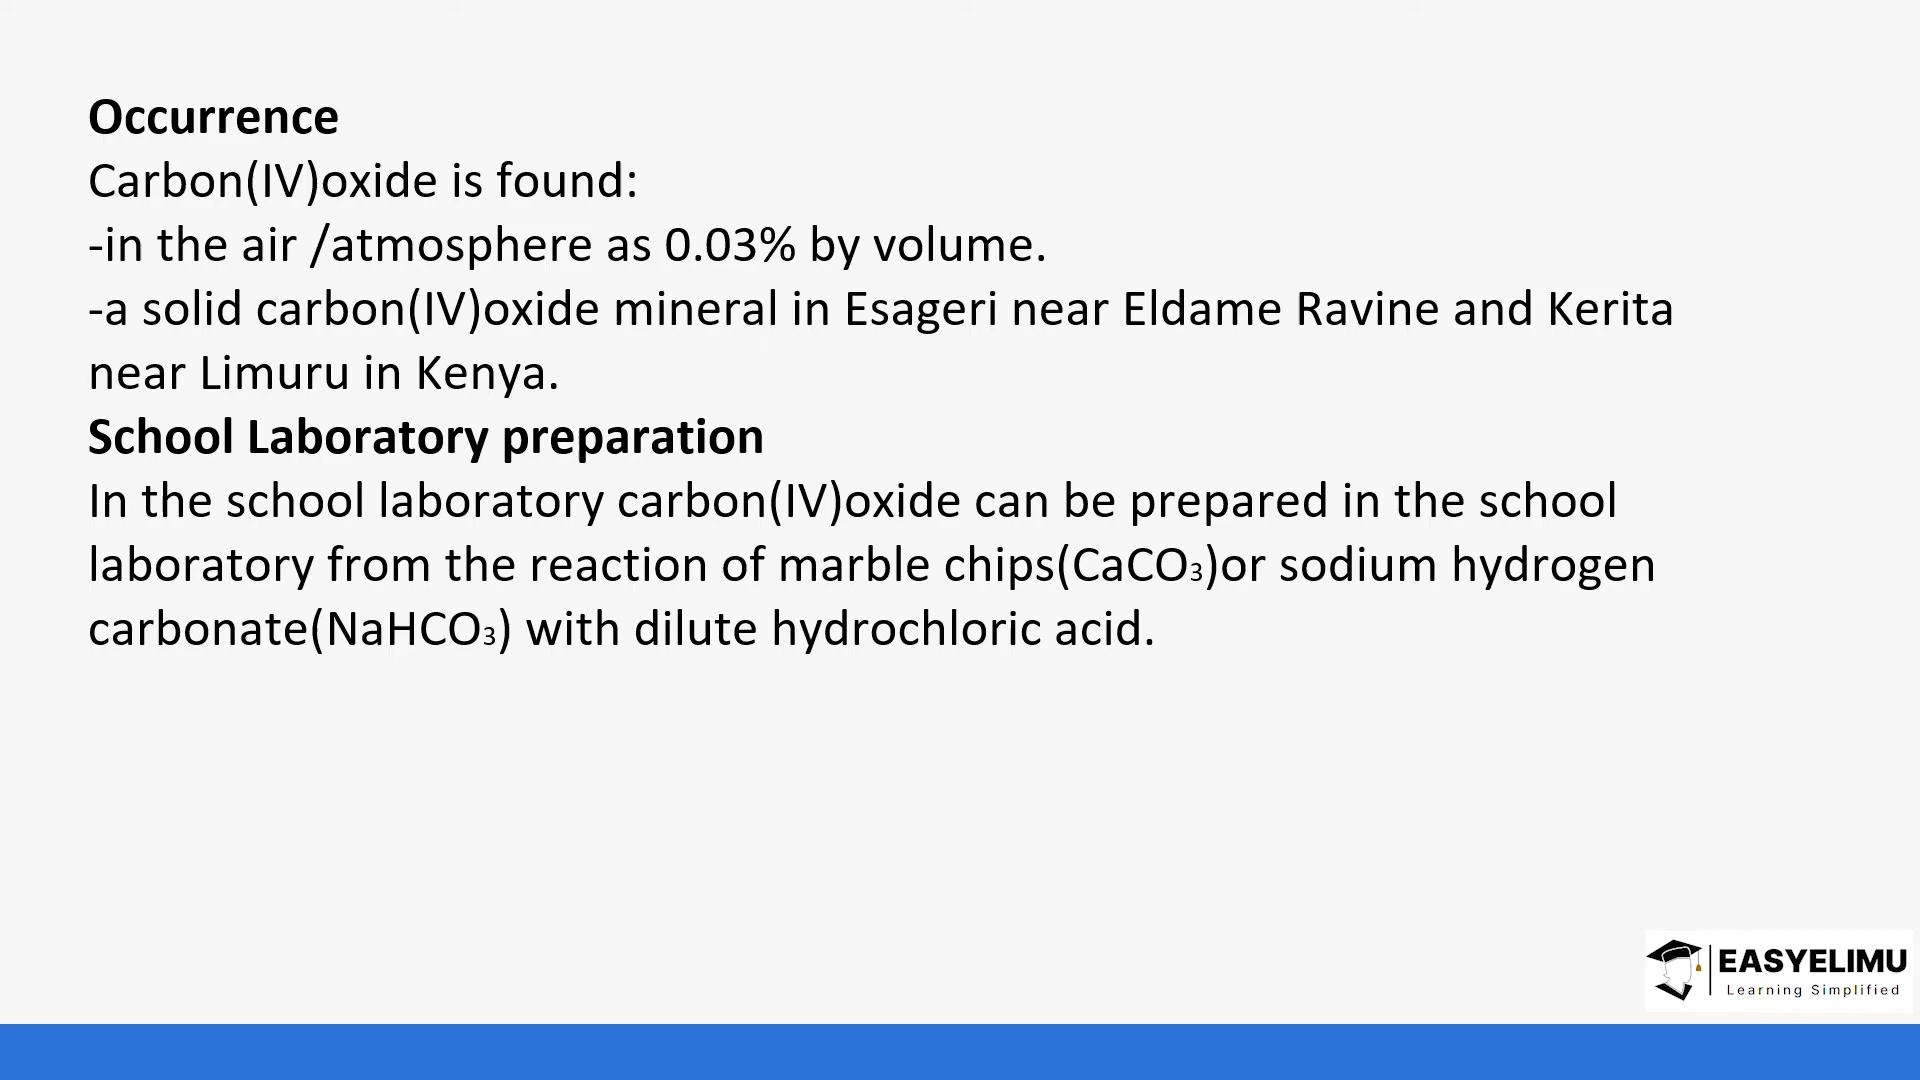 Occurrence
Carbon(IV)oxide is found:
-in the air /atmosphere as 0.03% by volume.
-a solid carbon(IV)oxide mineral in Esageri near Eldame Ravine and Kerita
near Limuru in Kenya.
School Laboratory preparation
In the school laboratory carbon(IV)oxide can be prepared in the school
laboratory from the reaction of marble chips(CaCO₃)or sodium hydrogen
carbonate(NaHCO₃) with dilute hydrochloric acid.
EASYELIMU
Learning Simplified